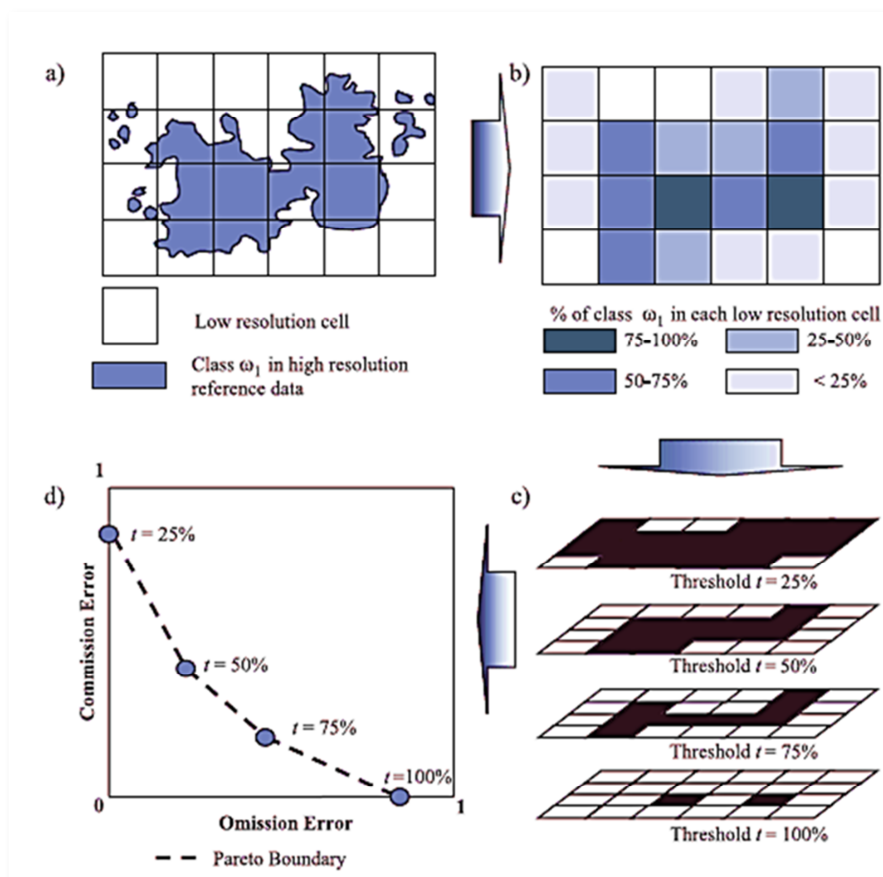 a)
Low resolution cell
Class ω₁ in high resolution
reference data
b)
% of class ω₁ in each low resolution cell
75-100%
25-50%
50-75%
< 25%
c)
Threshold t = 25%
Threshold t = 50%
Threshold t = 75%
Threshold t = 100%
d)
1
t = 25%
t = 50%
t = 75%
t=100%
Commission Error
0
1
Omission Error
Pareto Boundary